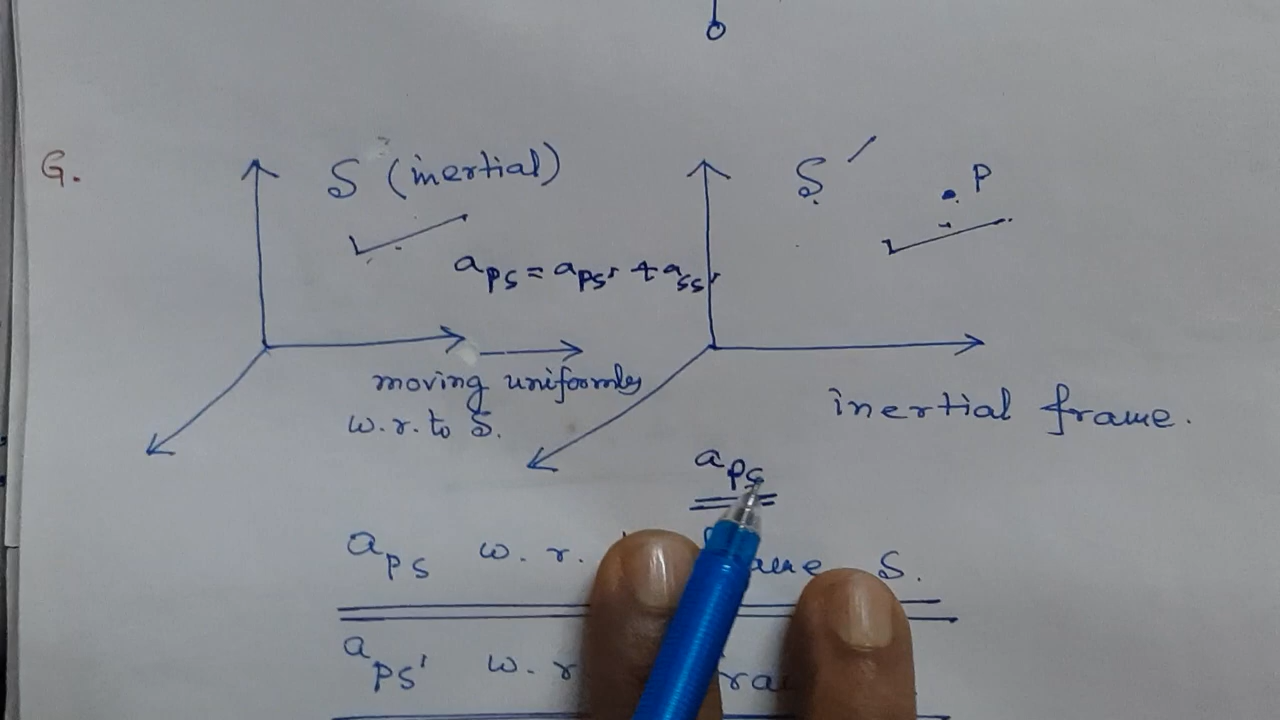 G.
S (inertial)
S′
P
aPS = aPS' + aSS'
moving uniformly
w.r.to S.
inertial frame.
aPS
aPS w.r. S.
aPS' w.r